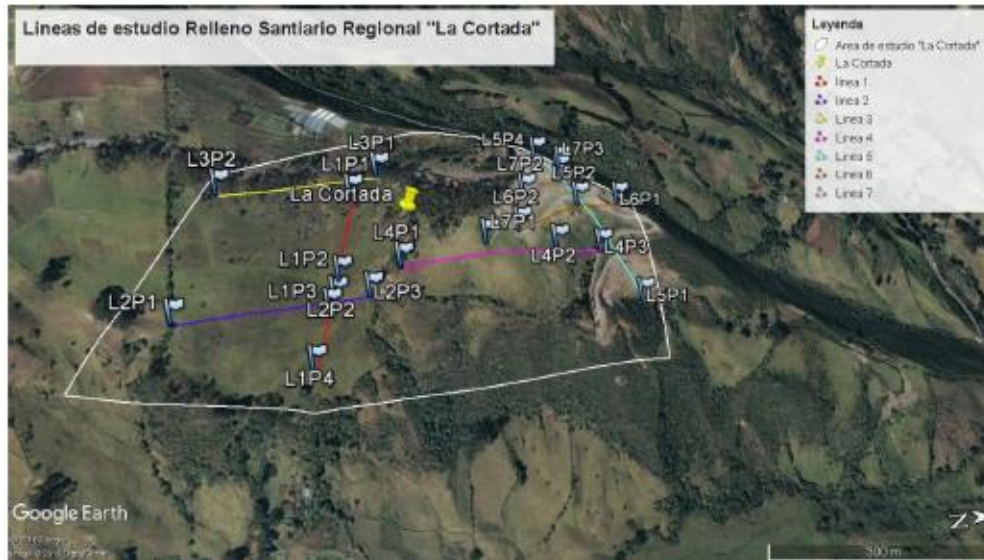 Lineas de estudio Relleno Santiario Regional "La Cortada"
Leyenda
Area de estudio "La Cortada"
La Cortada
linea 1
linea 2
Linea 3
Linea 4
Linea 5
Linea 6
Linea 7
L3P1
L5P4
L7P3
L3P2
L1P1
L7P2
L5P2
La Cortada
L6P2
L6P1
L7P1
L4P1
L4P2
L4P3
L1P2
L1P3
L2P3
L2P1
L2P2
L5P1
L1P4
Google Earth
N
300 m